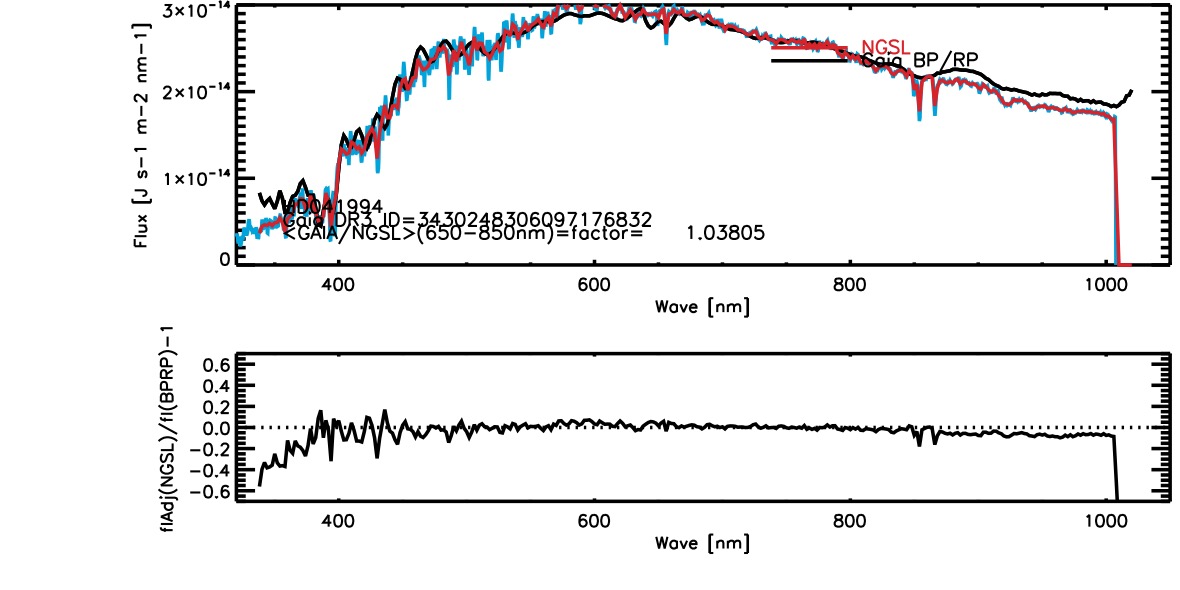 3×10−14
2×10−14
1×10−14
0
Flux [J s−1 m−2 nm−1]
NGSL
Gaia BP/RP
HD041994
Gaia DR3 ID=3430248306097176832
<GAIA/NGSL>(650−850nm)=factor= 1.03805
400 600 800 1000
Wave [nm]
0.6
0.4
0.2
0.0
−0.2
−0.4
−0.6
flAdj(NGSL)/fl(BPRP)−1
400 600 800 1000
Wave [nm]